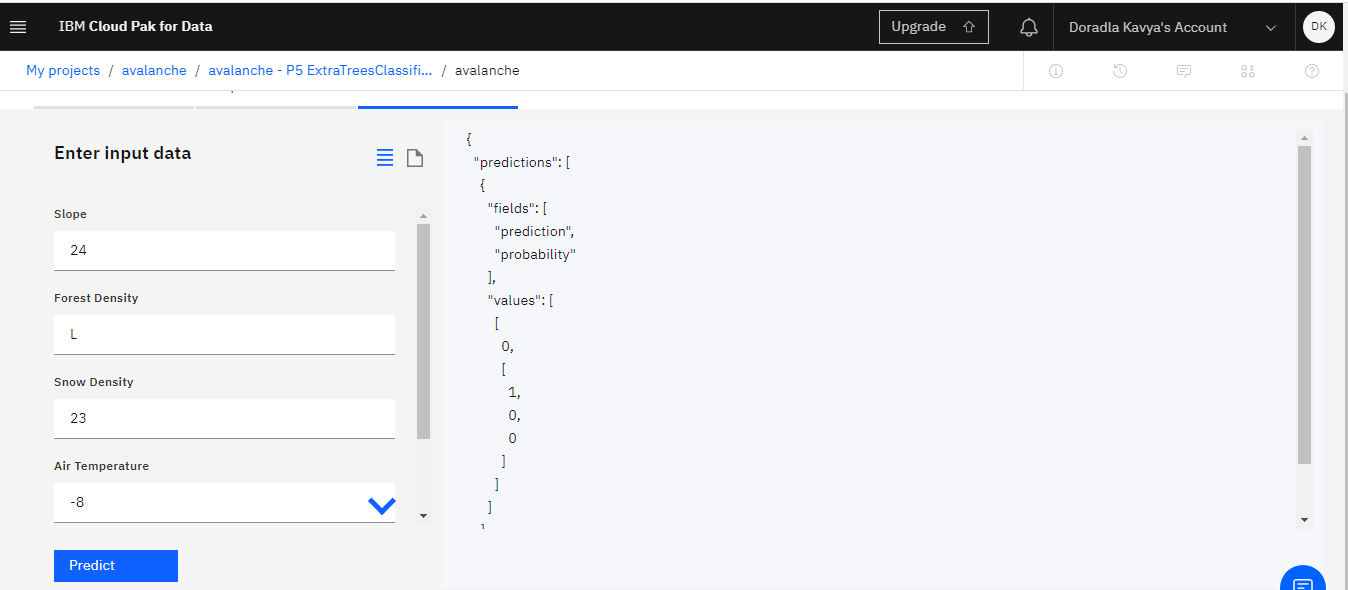 IBM Cloud Pak for Data
Upgrade
Doradla Kavya's Account
DK
My projects / avalanche / avalanche - P5 ExtraTreesClassifi... / avalanche
Enter input data
Slope
24
Forest Density
L
Snow Density
23
Air Temperature
-8
Predict
{
"predictions": [
{
"fields": [
"prediction",
"probability"
],
"values": [
[
0,
[
1,
0,
0
]
]
]